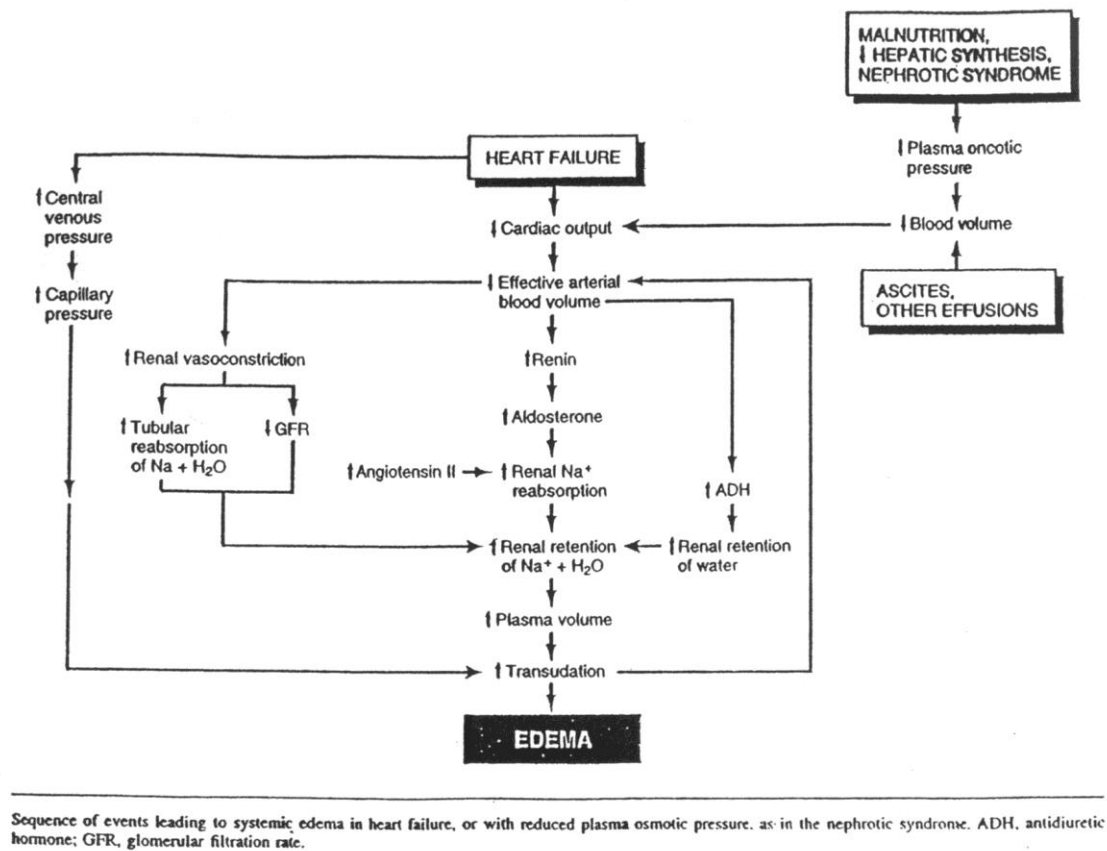 MALNUTRITION,
↓ HEPATIC SYNTHESIS,
NEPHROTIC SYNDROME
HEART FAILURE
↓ Plasma oncotic
pressure
↑ Central
venous
pressure
↓ Cardiac output
↓ Blood volume
↑ Capillary
pressure
↓ Effective arterial
blood volume
ASCITES,
OTHER EFFUSIONS
↑ Renal vasoconstriction
↑ Renin
↑ Tubular
reabsorption
of Na + H₂O
↓ GFR
↑ Aldosterone
↑ Angiotensin II
↑ Renal Na⁺
reabsorption
↑ ADH
↑ Renal retention
of Na⁺ + H₂O
↑ Renal retention
of water
↑ Plasma volume
↑ Transudation
EDEMA
Sequence of events leading to systemic edema in heart failure, or with reduced plasma osmotic pressure. as in the nephrotic syndrome. ADH, antidiuretic
hormone; GFR, glomerular filtration rate.